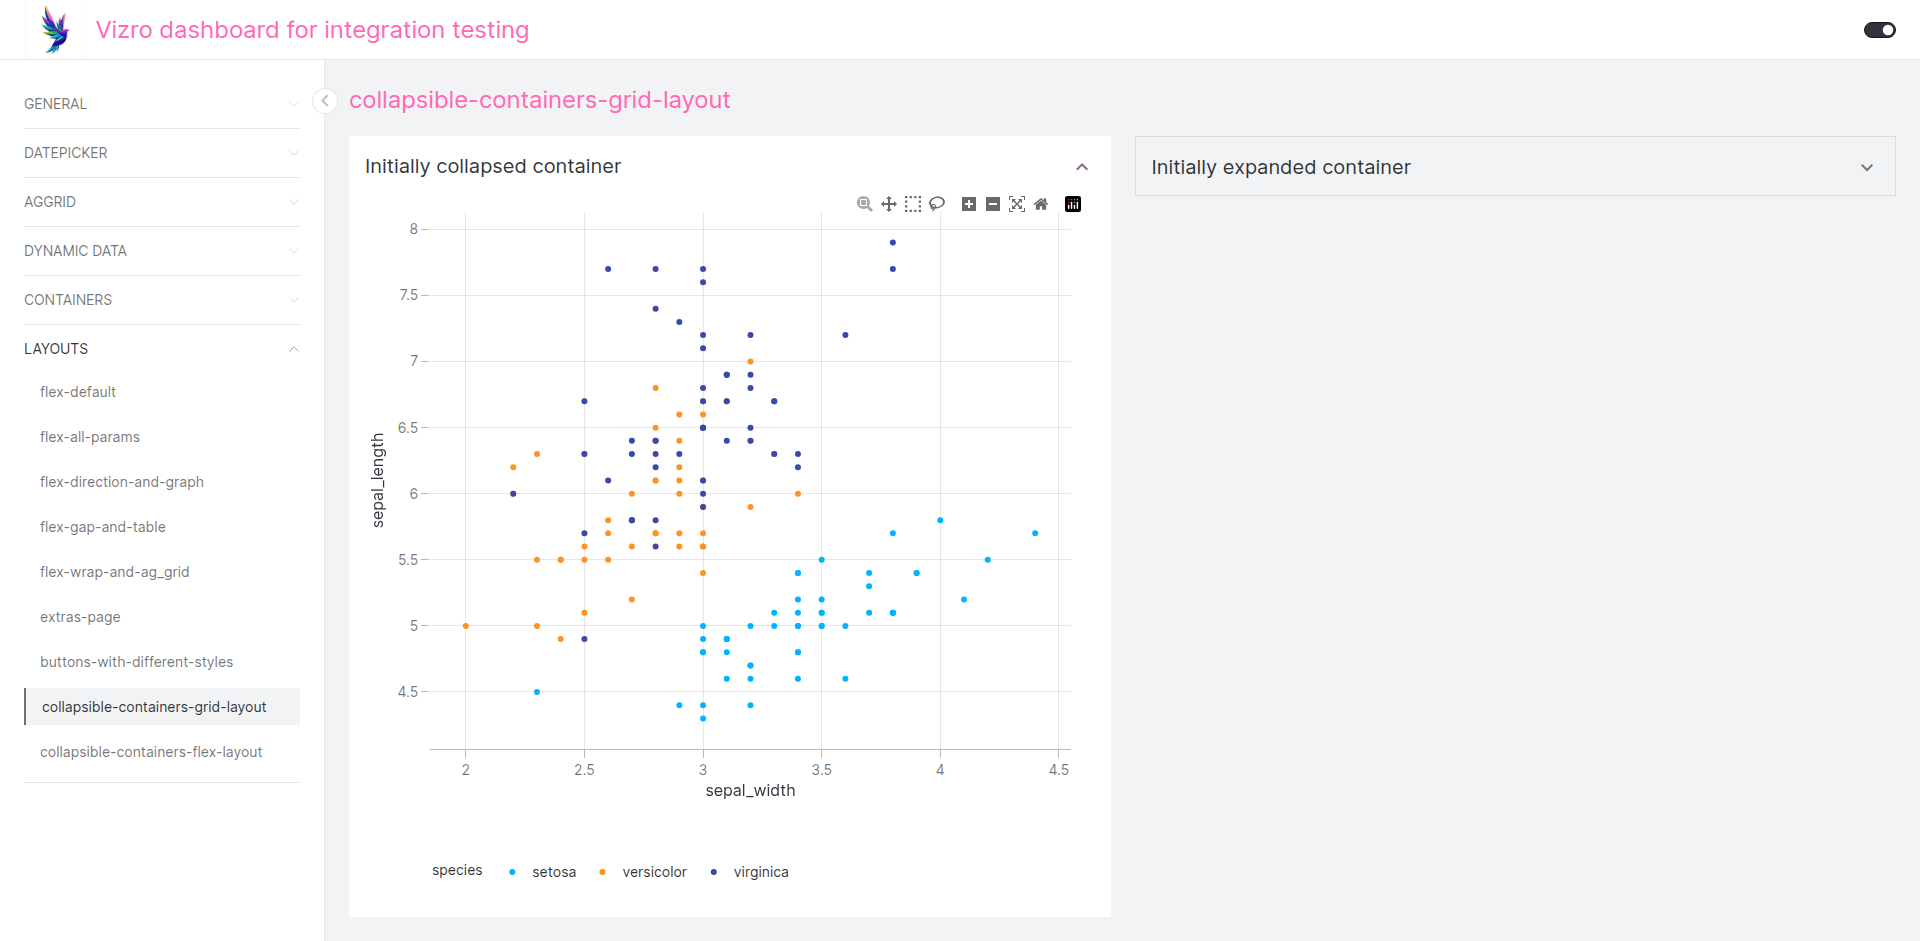 Vizro dashboard for integration testing
GENERAL
DATEPICKER
AGGRID
DYNAMIC DATA
CONTAINERS
LAYOUTS
flex-default
flex-all-params
flex-direction-and-graph
flex-gap-and-table
flex-wrap-and-ag_grid
extras-page
buttons-with-different-styles
collapsible-containers-grid-layout
collapsible-containers-flex-layout
collapsible-containers-grid-layout
Initially collapsed container
8
7.5
7
6.5
6
5.5
5
4.5
sepal_length
2 2.5 3 3.5 4 4.5
sepal_width
species setosa versicolor virginica
Initially expanded container